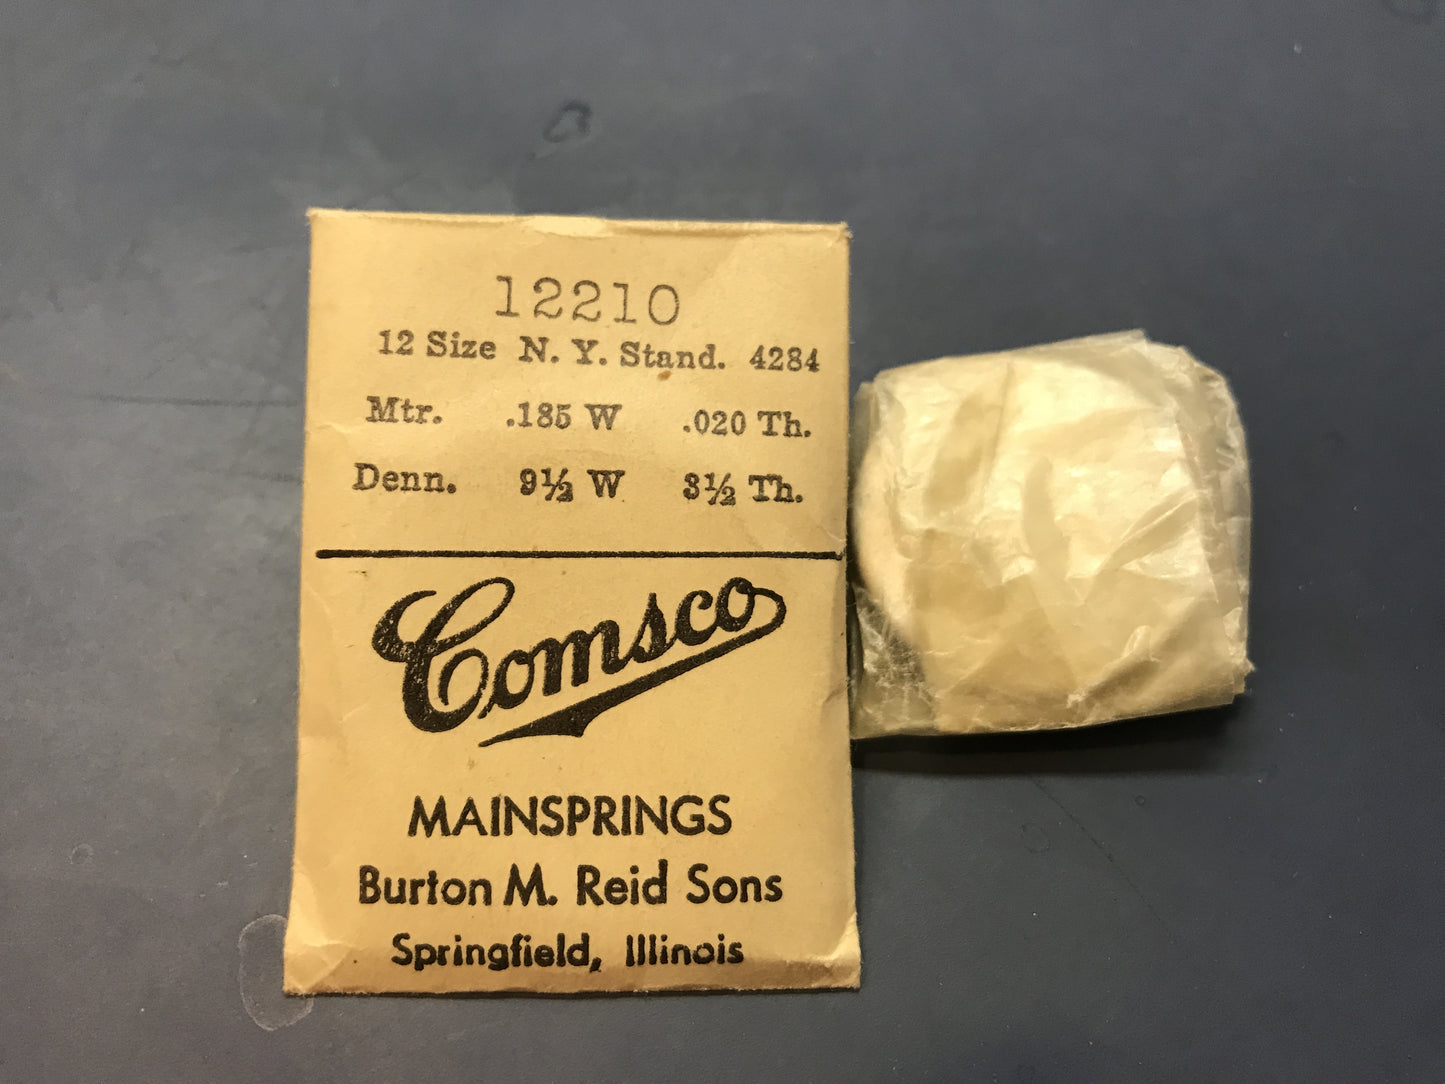 12210
12 Size N. Y. Stand. 4284
Mtr. .185 W .020 Th.
Denn. 9½ W 3½ Th.
Comsco
MAINSPRINGS
Burton M. Reid Sons
Springfield, Illinois